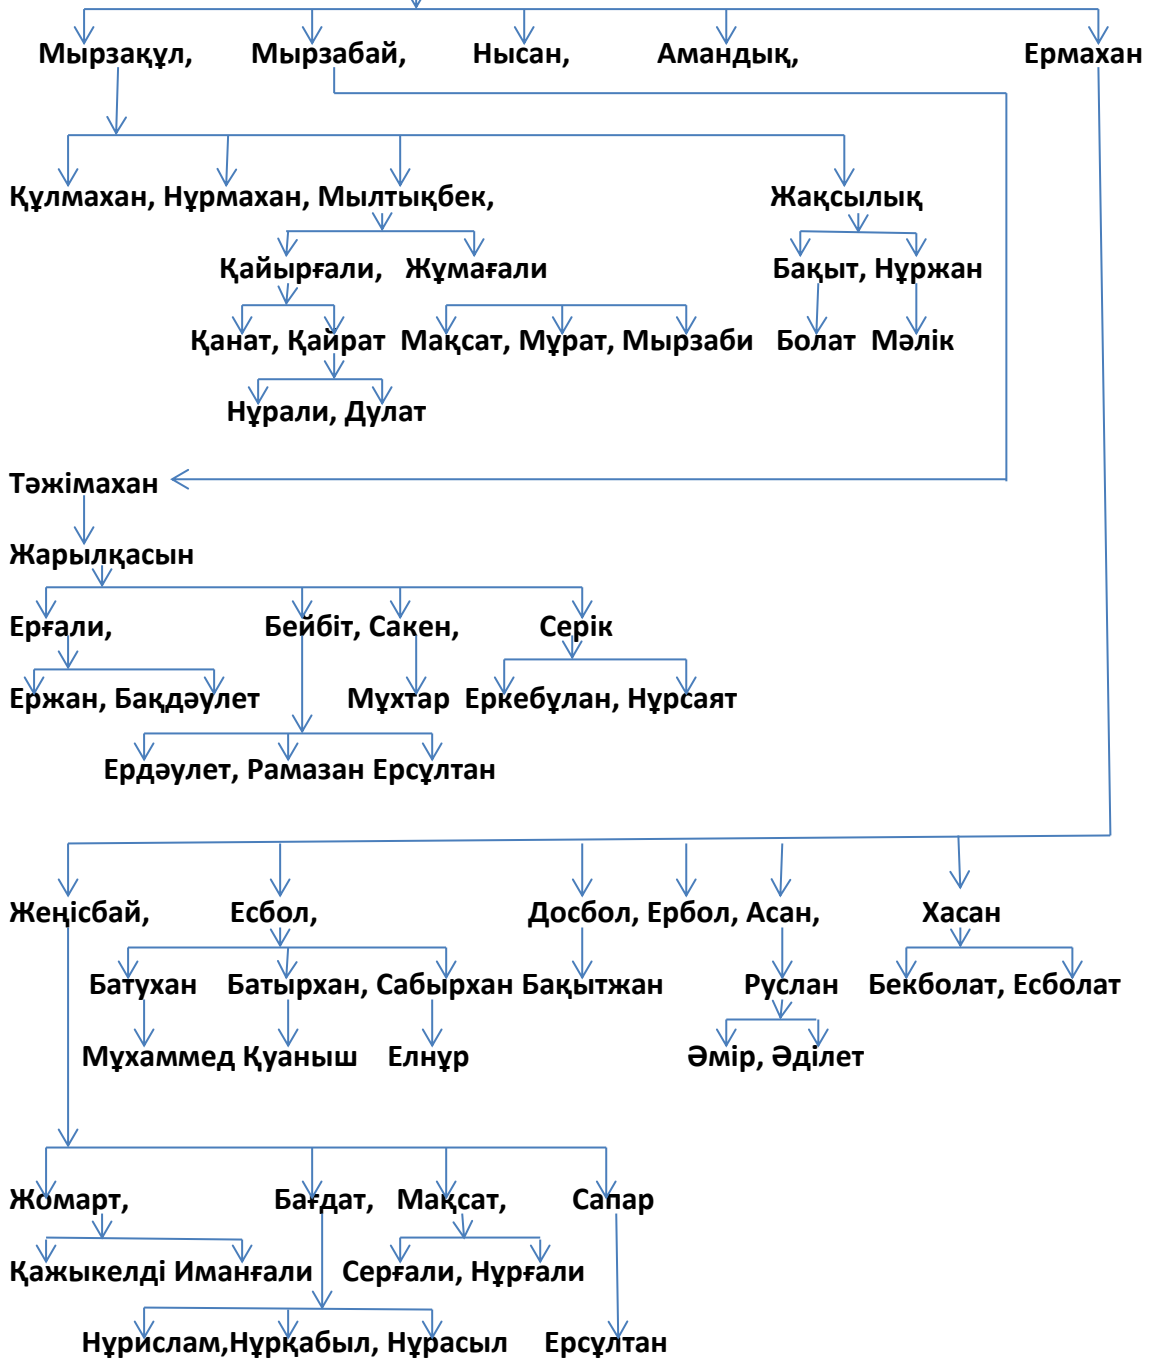 Мырзақұл, Мырзабай, Нысан, Амандық, Ермахан
Құлмахан, Нұрмахан, Мылтықбек, Жақсылық
Қайырғали, Жұмағали Бақыт, Нұржан
Қанат, Қайрат Мақсат, Мұрат, Мырзаби Болат Мәлік
Нұрали, Дулат
Тәжімахан
Жарылқасын
Ерғали, Бейбіт, Сакен, Серік
Ержан, Бақдәулет Мұхтар Еркебұлан, Нұрсаят
Ердәулет, Рамазан Ерсұлтан
Жеңісбай, Есбол, Досбол, Ербол, Асан, Хасан
Батухан Батырхан, Сабырхан Бақытжан Руслан Бекболат, Есболат
Мұхаммед Қуаныш Елнұр Әмір, Әділет
Жомарт, Бағдат, Мақсат, Сапар
Қажыкелді Иманғали Серғали, Нұрғали
Нұрислам,Нұрқабыл, Нұрасыл Ерсұлтан